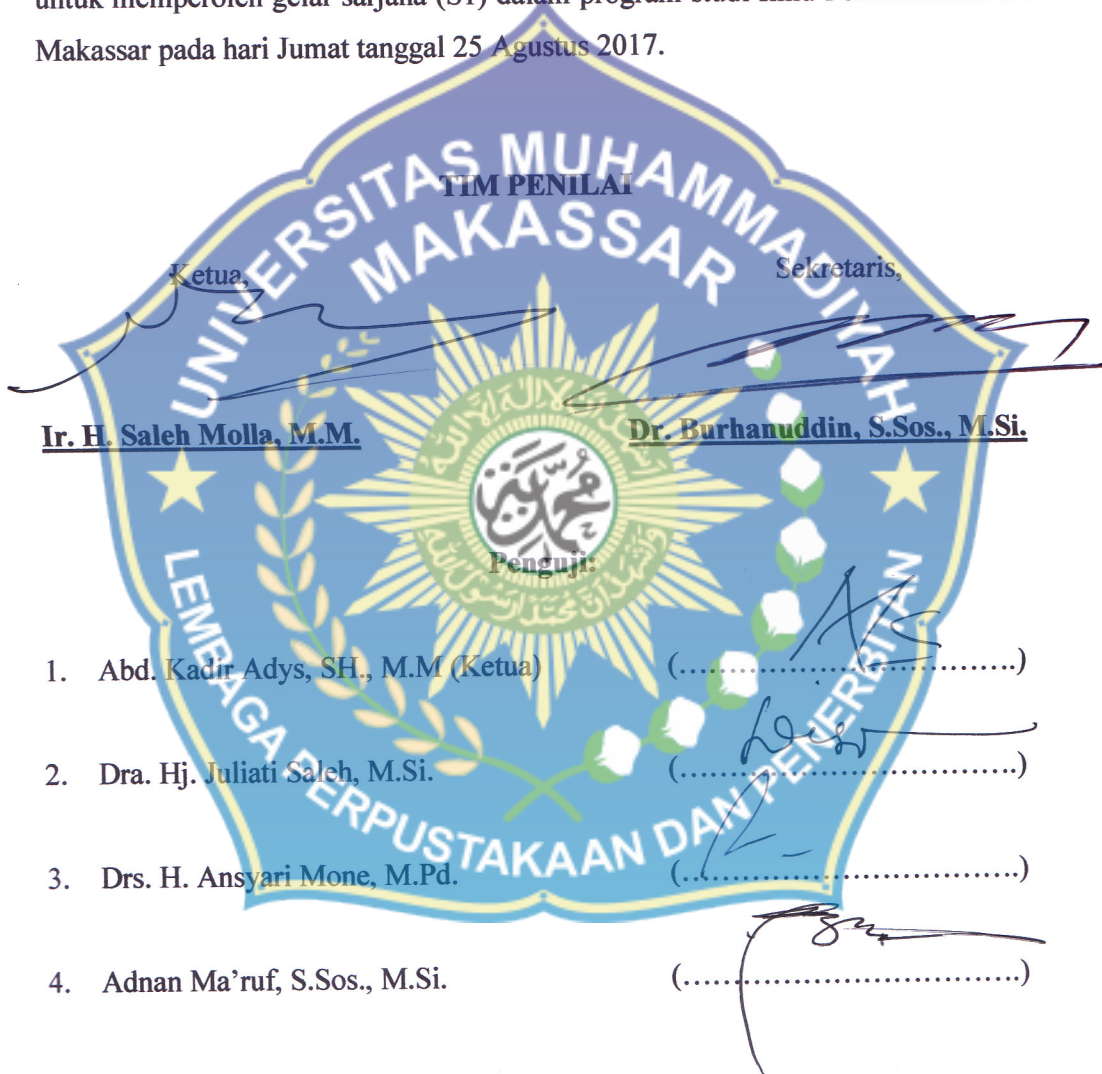 untuk memperoleh gelar sarjana (S1) dalam program studi Ilmu
Makassar pada hari Jumat tanggal 25 Agustus 2017.
UNIVERSITAS MUHAMMADIYAH
TIM PENILAI
MAKASSAR
Ketua,
Sekretaris,
Ir. H. Saleh Molla, M.M.
Dr. Burhanuddin, S.Sos., M.Si.
محمدية
Penguji:
1. Abd. Kadir Adys, SH., M.M (Ketua) (....................................)
2. Dra. Hj. Juliati Saleh, M.Si. (....................................)
3. Drs. H. Ansyari Mone, M.Pd. (....................................)
4. Adnan Ma'ruf, S.Sos., M.Si. (....................................)
LEMBAGA PERPUSTAKAAN DAN PENERBITAN